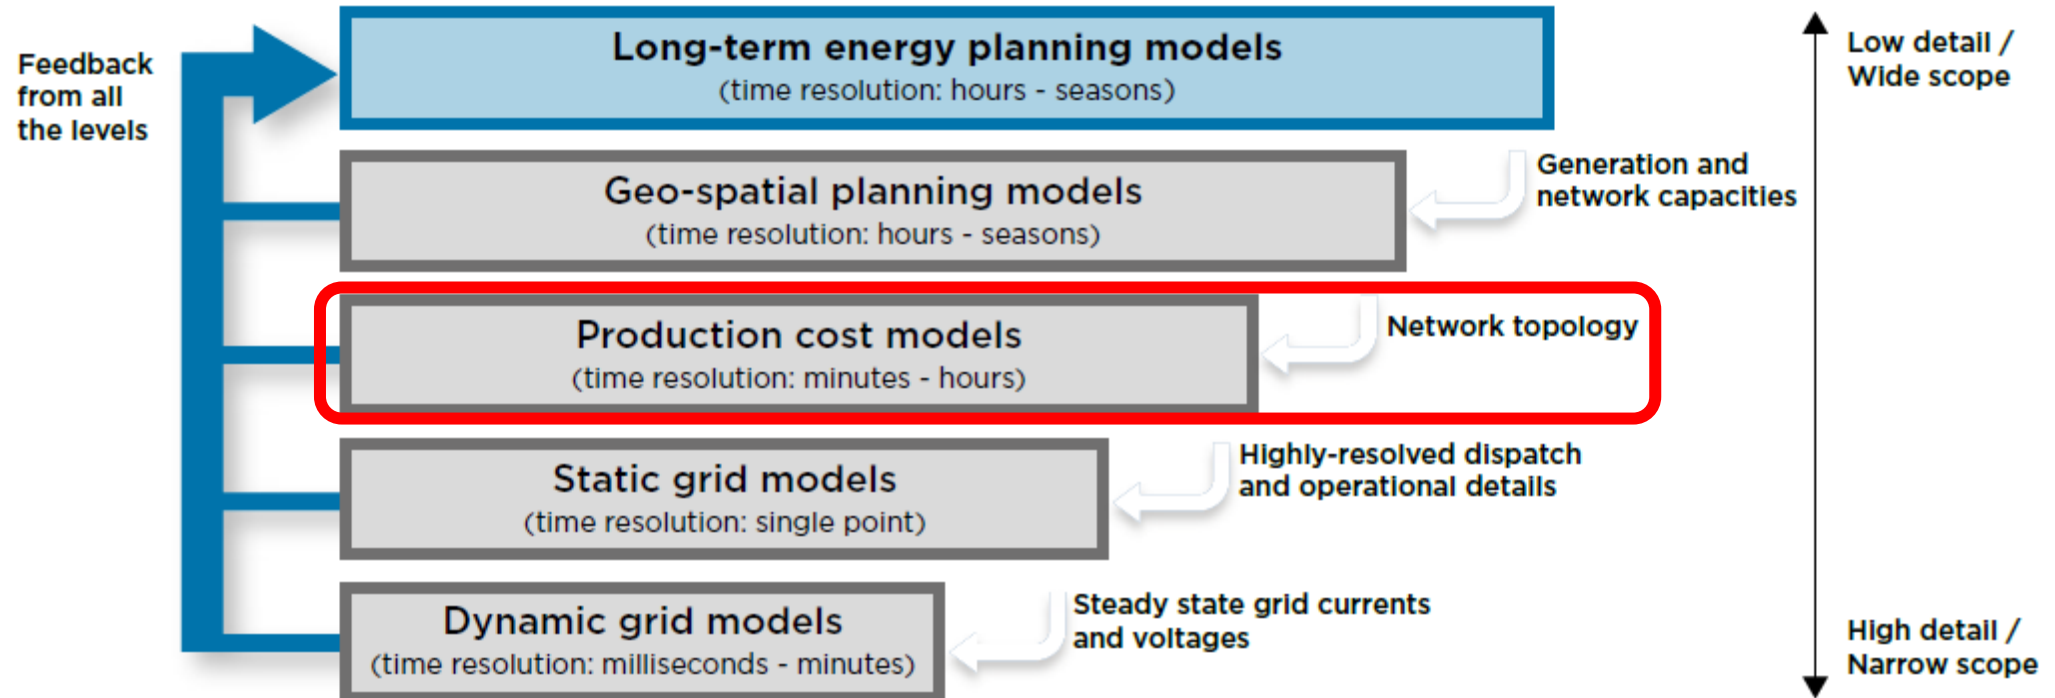 Feedback
from all
the levels
Long-term energy planning models
(time resolution: hours - seasons)
Low detail /
Wide scope
Geo-spatial planning models
(time resolution: hours - seasons)
Generation and
network capacities
Production cost models
(time resolution: minutes - hours)
Network topology
Static grid models
(time resolution: single point)
Highly-resolved dispatch
and operational details
Dynamic grid models
(time resolution: milliseconds - minutes)
Steady state grid currents
and voltages
High detail /
Narrow scope